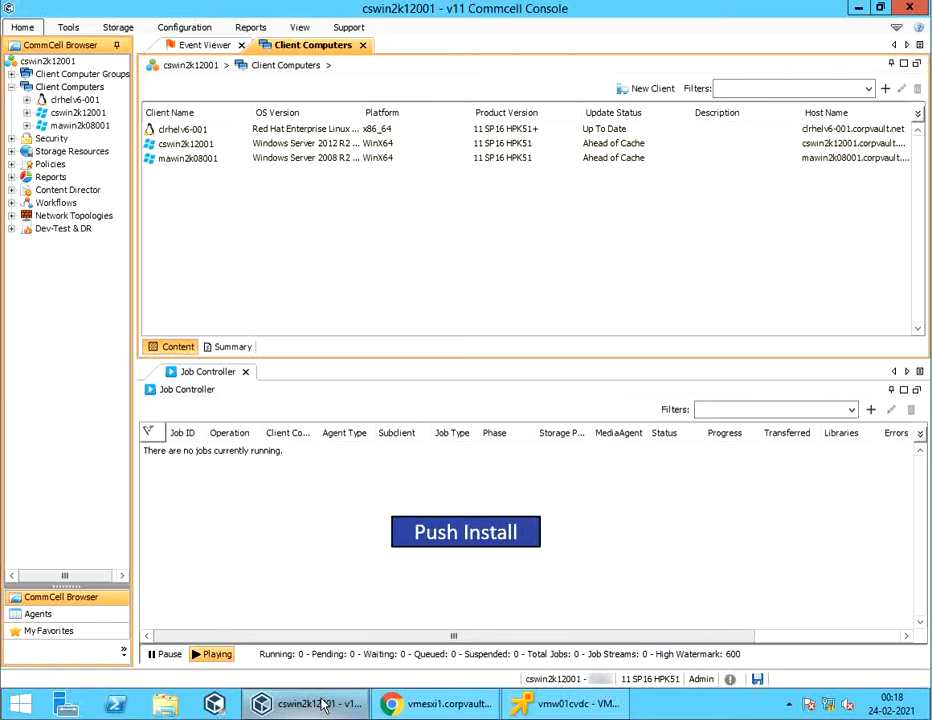 cswin2k12001 - v11 Commcell Console
Home Tools Storage Configuration Reports View Support
CommCell Browser
Event Viewer Client Computers
cswin2k12001
cswin2k12001 > Client Computers >
Client Computer Groups
Client Computers
New Client Filters:
clrhelv6-001
cswin2k12001
mawin2k08001
Security
Storage Resources
Policies
Reports
Content Director
Workflows
Network Topologies
Dev-Test & DR
Client Name OS Version Platform Product Version Update Status Description Host Name
clrhelv6-001 Red Hat Enterprise Linux ... x86_64 11 SP16 HPK51+ Up To Date clrhelv6-001.corpvault.net
cswin2k12001 Windows Server 2012 R2 ... WinX64 11 SP16 HPK51 Ahead of Cache cswin2k12001.corpvault....
mawin2k08001 Windows Server 2008 R2 ... WinX64 11 SP16 HPK51 Ahead of Cache mawin2k08001.corpvault....
Content Summary
Job Controller
Job Controller
Filters:
Job ID Operation Client Co... Agent Type Subclient Job Type Phase Storage P... MediaAgent Status Progress Transferred Libraries Errors
There are no jobs currently running.
Push Install
CommCell Browser
Agents
My Favorites
Pause Playing Running: 0 - Pending: 0 - Waiting: 0 - Queued: 0 - Suspended: 0 - Total Jobs: 0 - Job Streams: 0 - High Watermark: 600
cswin2k12001 - 11 SP16 HPK51 Admin
cswin2k12001 - v1... vmesxi1.corpvault... vmw01cvdc - VM...
00:18
24-02-2021